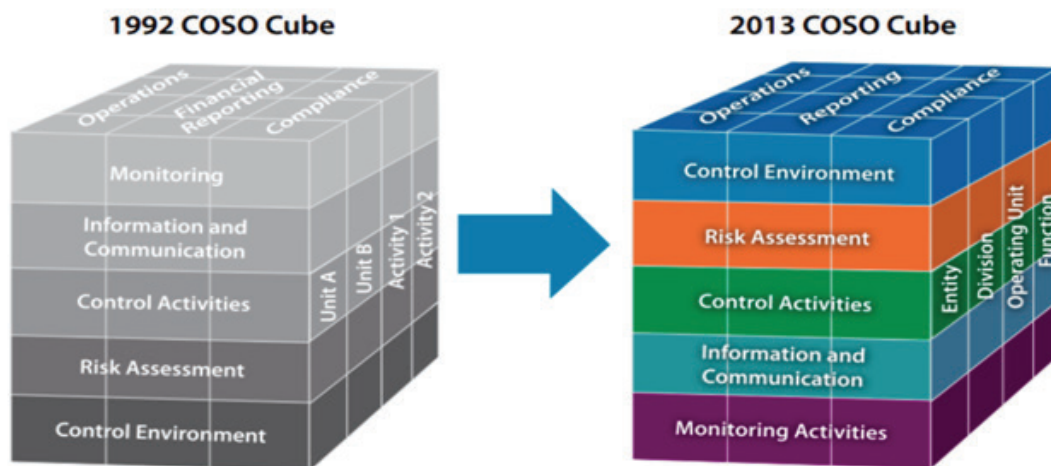 1992 COSO Cube
Operations
Financial
Reporting
Compliance
Monitoring
Information and
Communication
Control Activities
Risk Assessment
Control Environment
Unit A
Unit B
Activity 1
Activity 2
2013 COSO Cube
Operations
Reporting
Compliance
Control Environment
Risk Assessment
Control Activities
Information and
Communication
Monitoring Activities
Entity
Division
Operating Unit
Function